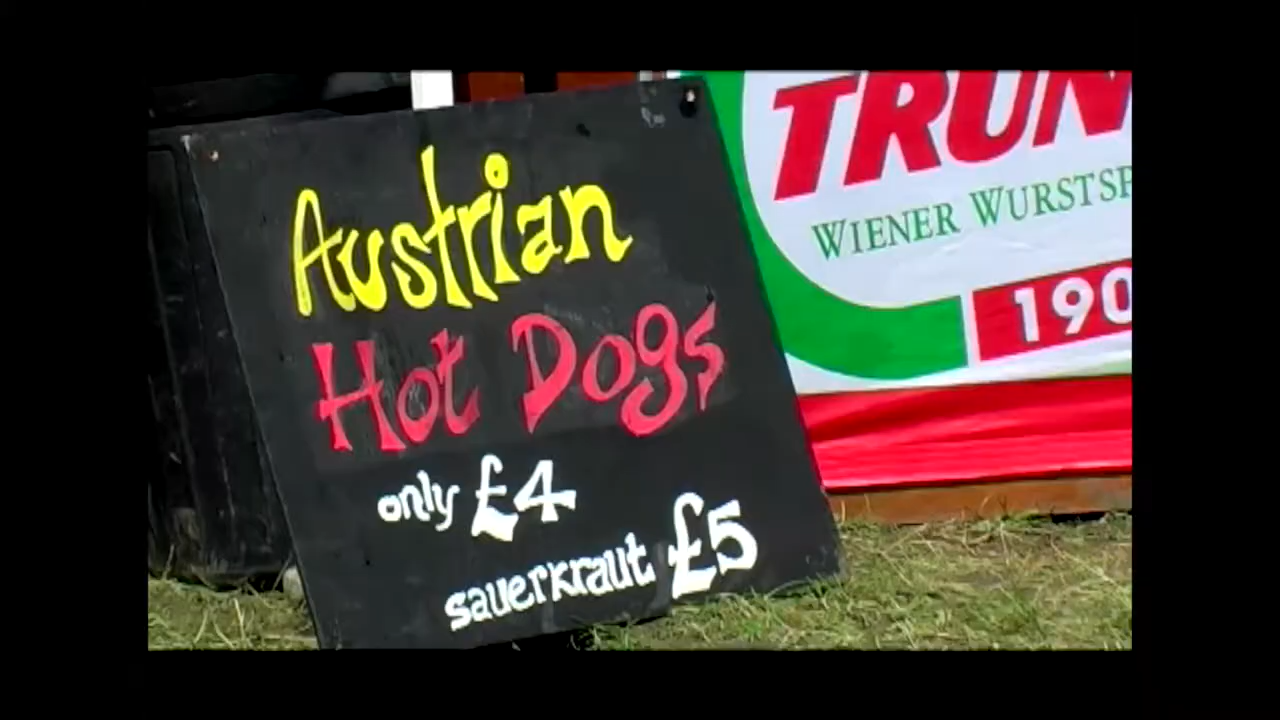 Austrian
Hot Dogs
only £4
sauerkraut £5
TRUN
WIENER WURSTSP
190